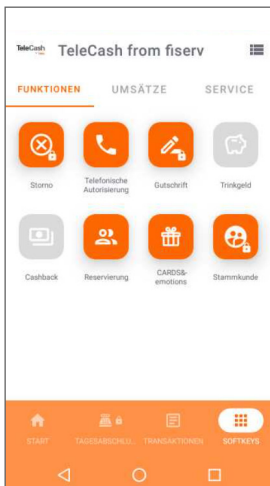 TeleCash
TeleCash from fiserv
FUNKTIONEN UMSÄTZE SERVICE
Storno
Telefonische
Autorisierung
Gutschrift
Trinkgeld
Cashback
Reservierung
CARDS&
emotions
Stammkunde
START TAGESABSCHLU... TRANSAKTIONEN SOFTKEYS